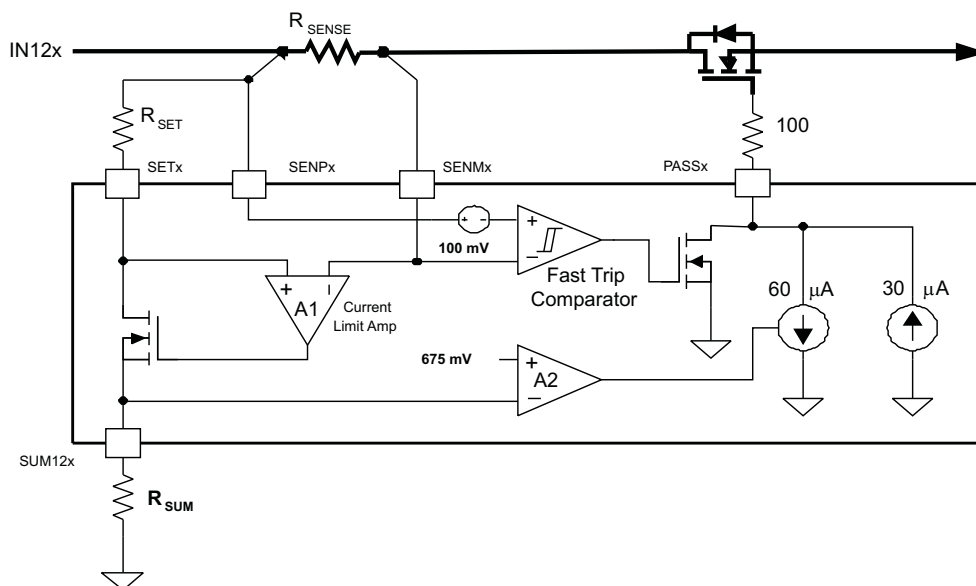 R SENSE
IN12x
R SET
100
SETx
SENPx
SENMx
PASSx
+ -
100 mV
+
−
Fast Trip
Comparator
+ −
A1
Current
Limit Amp
60 μA
30 μA
675 mV
+
A2
−
SUM12x
R SUM